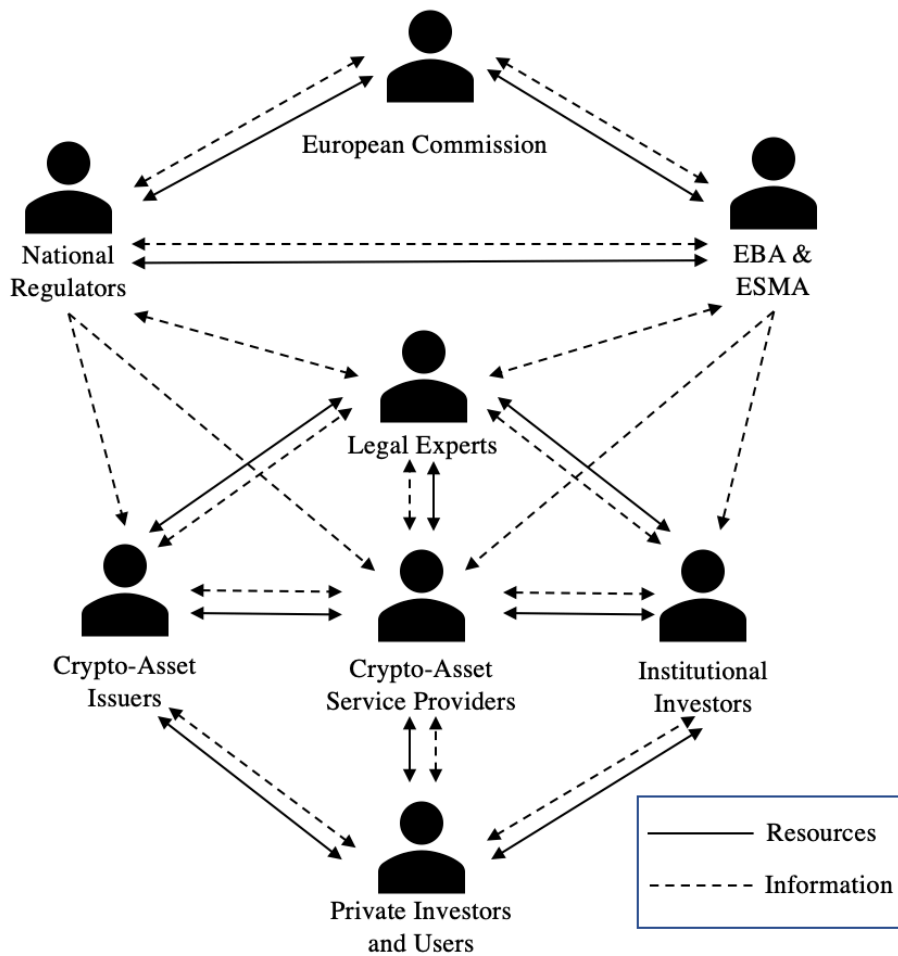 European Commission
National
Regulators
EBA &
ESMA
Legal Experts
Crypto-Asset
Issuers
Crypto-Asset
Service Providers
Institutional
Investors
Resources
Information
Private Investors
and Users